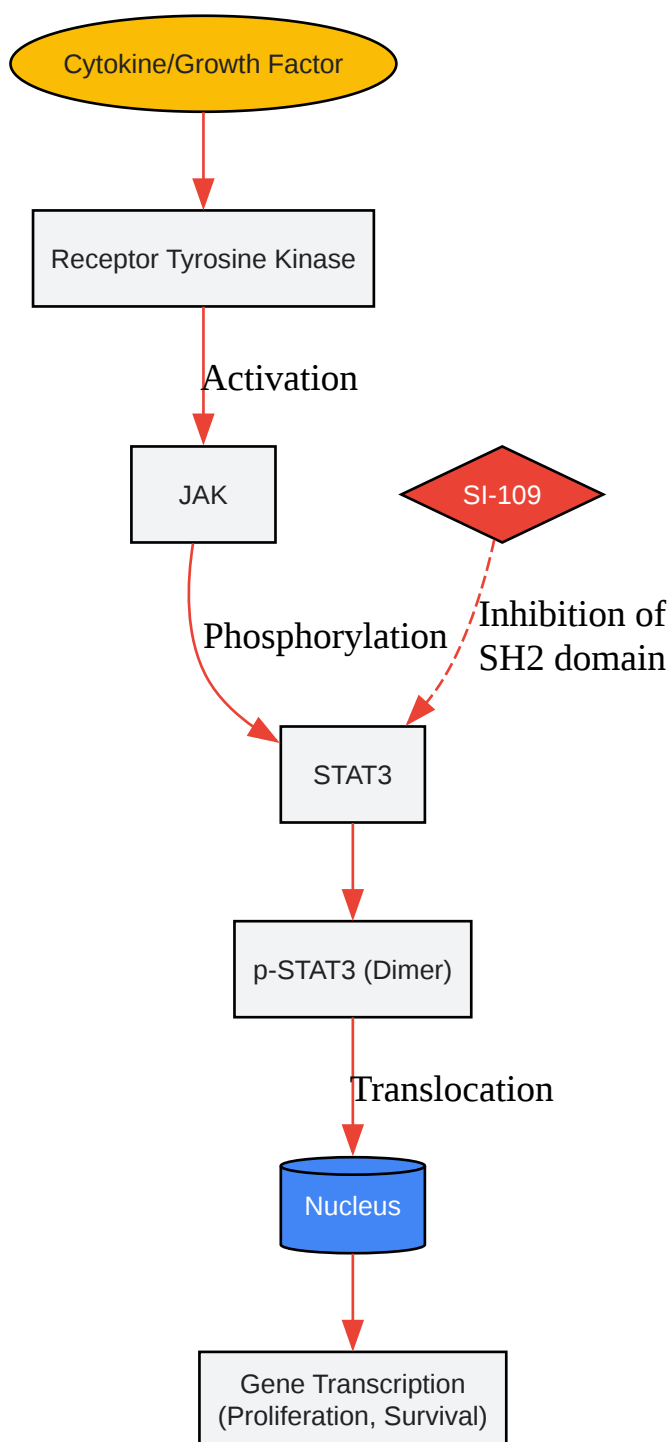 Cytokine/Growth Factor
Receptor Tyrosine Kinase
Activation
JAK
SI-109
Phosphorylation
Inhibition of
SH2 domain
STAT3
p-STAT3 (Dimer)
Translocation
Nucleus
Gene Transcription
(Proliferation, Survival)